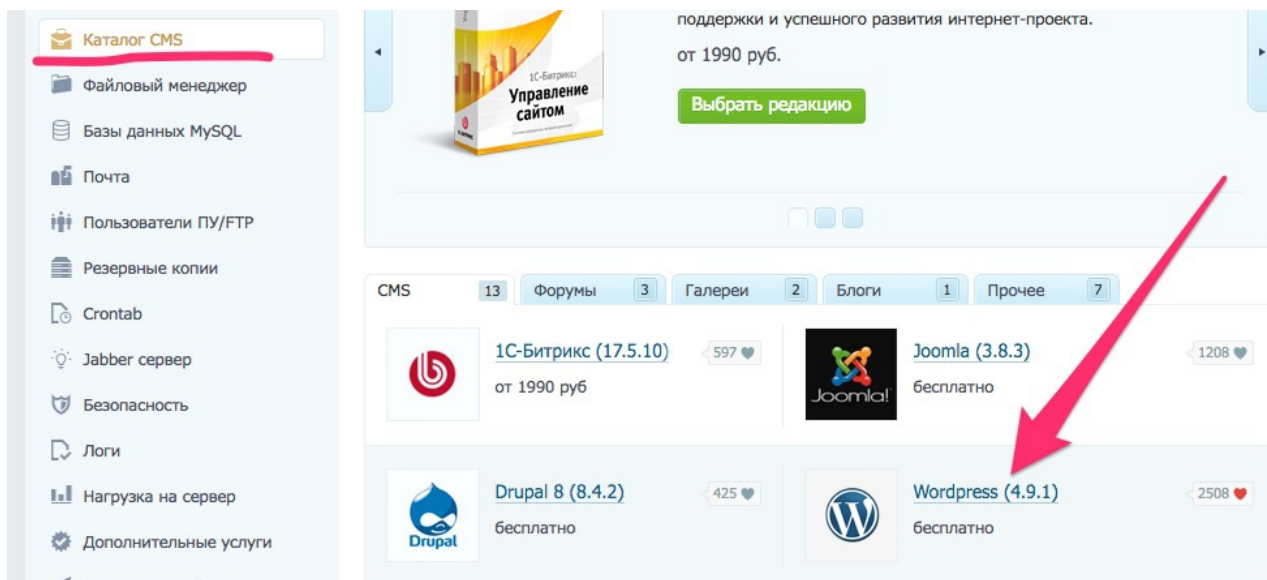 Каталог CMS
Файловый менеджер
Базы данных MySQL
Почта
Пользователи ПУ/FTP
Резервные копии
Crontab
Jabber сервер
Безопасность
Логи
Нагрузка на сервер
Дополнительные услуги
поддержки и успешного развития интернет-проекта.
от 1990 руб.
Выбрать редакцию
1С-Битрикс:
Управление
сайтом
CMS 13 Форумы 3 Галереи 2 Блоги 1 Прочее 7
1С-Битрикс (17.5.10) 597
от 1990 руб
Joomla!
Joomla (3.8.3) 1208
бесплатно
Drupal
Drupal 8 (8.4.2) 425
бесплатно
Wordpress (4.9.1) 2508
бесплатно